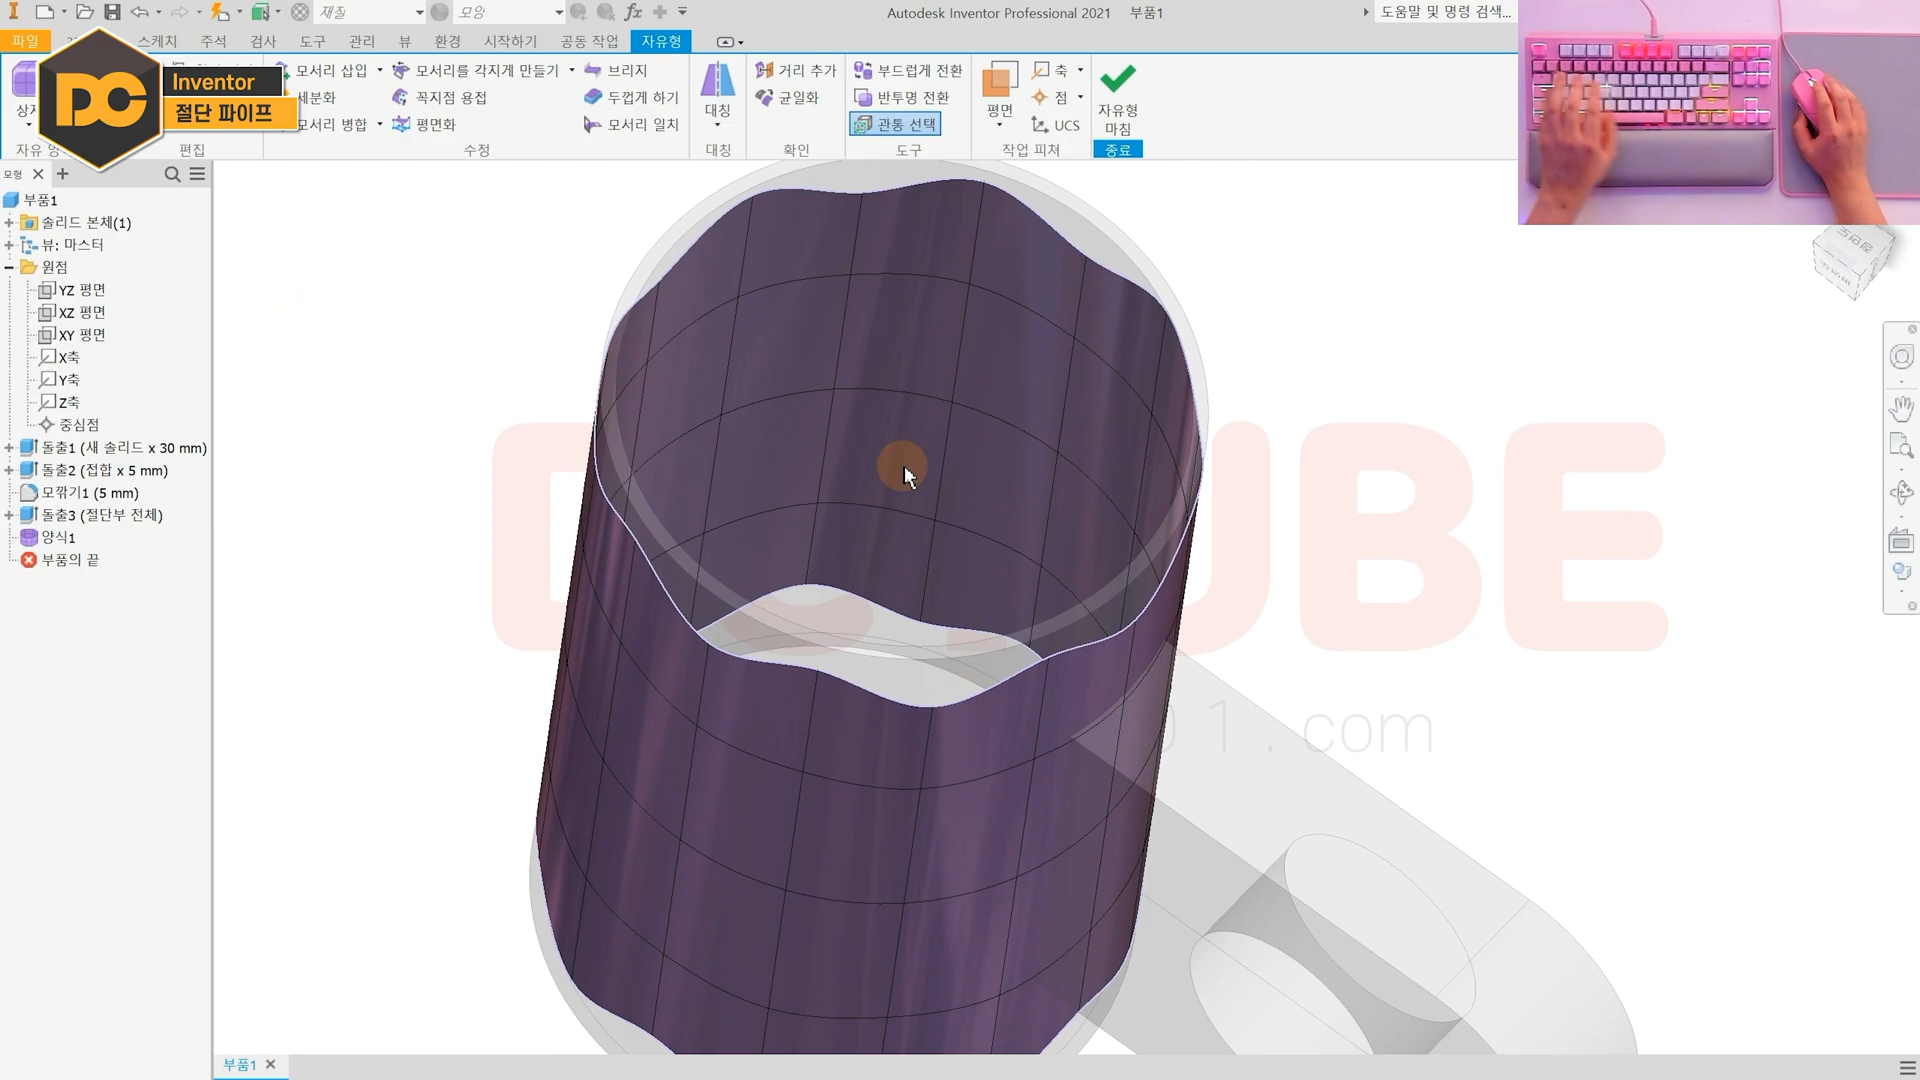 재질
모양
fx
Autodesk Inventor Professional 2021 부품1
도움말 및 명령 검색...
파일
스케치
주석
검사
도구
관리
뷰
환경
시작하기
공동 작업
자유형
DC
Inventor
절단 파이프
모서리 삽입
모서리를 각지게 만들기
브리지
세분화
꼭지점 용접
두껍게 하기
모서리 병합
평면화
모서리 일치
대칭
거리 추가
균일화
부드럽게 전환
반투명 전환
관통 선택
평면
축
점
UCS
자유형
마침
편집
수정
대칭
확인
도구
작업 피쳐
종료
모형
부품1
솔리드 본체(1)
뷰: 마스터
원점
YZ 평면
XZ 평면
XY 평면
X축
Y축
Z축
중심점
돌출1 (새 솔리드 x 30 mm)
돌출2 (접합 x 5 mm)
모깎기1 (5 mm)
돌출3 (절단부 전체)
양식1
부품의 끝
UBE
1.com
부품1